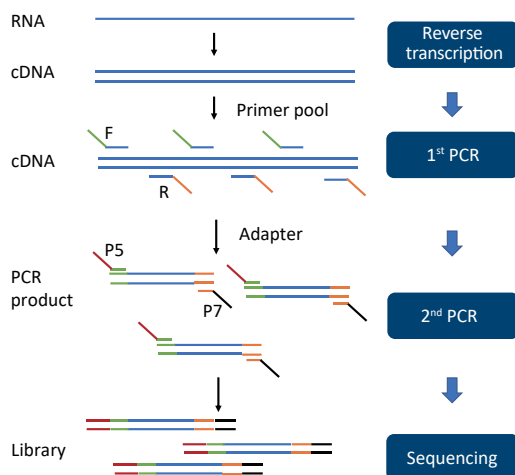 RNA
Reverse
transcription
cDNA
Primer pool
F
cDNA
1st PCR
R
Adapter
P5
PCR
product
P7
2nd PCR
Library
Sequencing